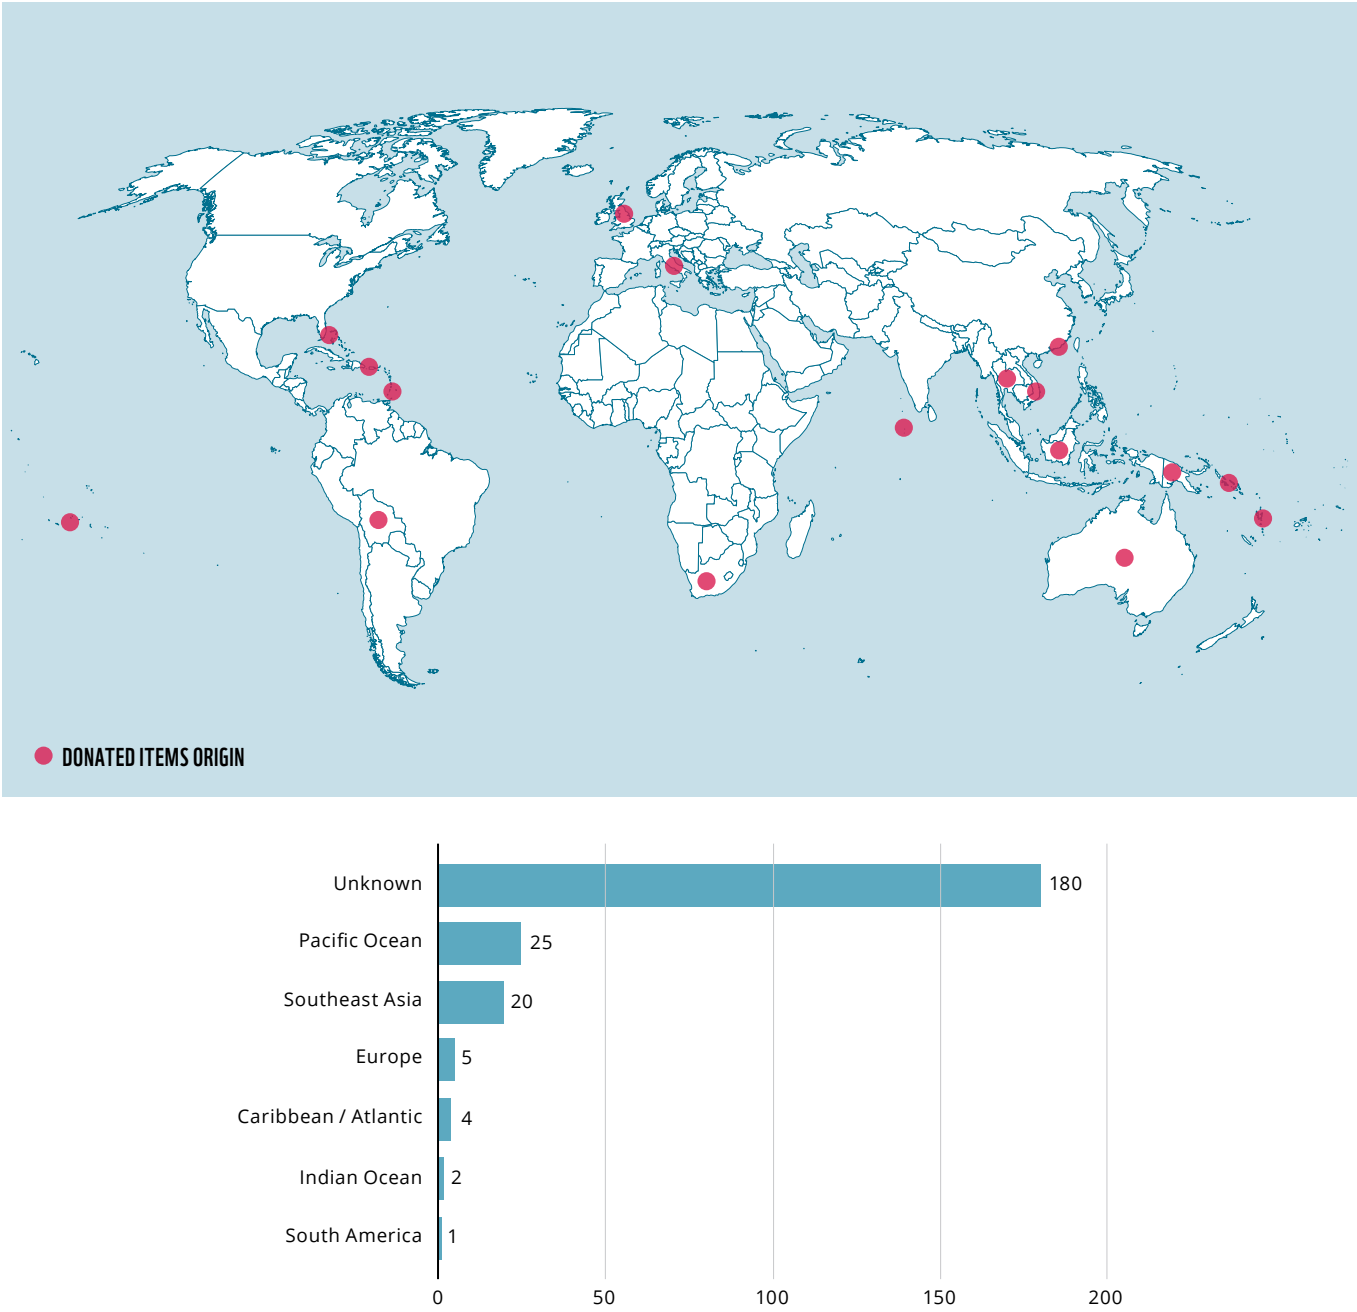 DONATED ITEMS ORIGIN
Unknown 180
Pacific Ocean 25
Southeast Asia 20
Europe 5
Caribbean / Atlantic 4
Indian Ocean 2
South America 1
0 50 100 150 200